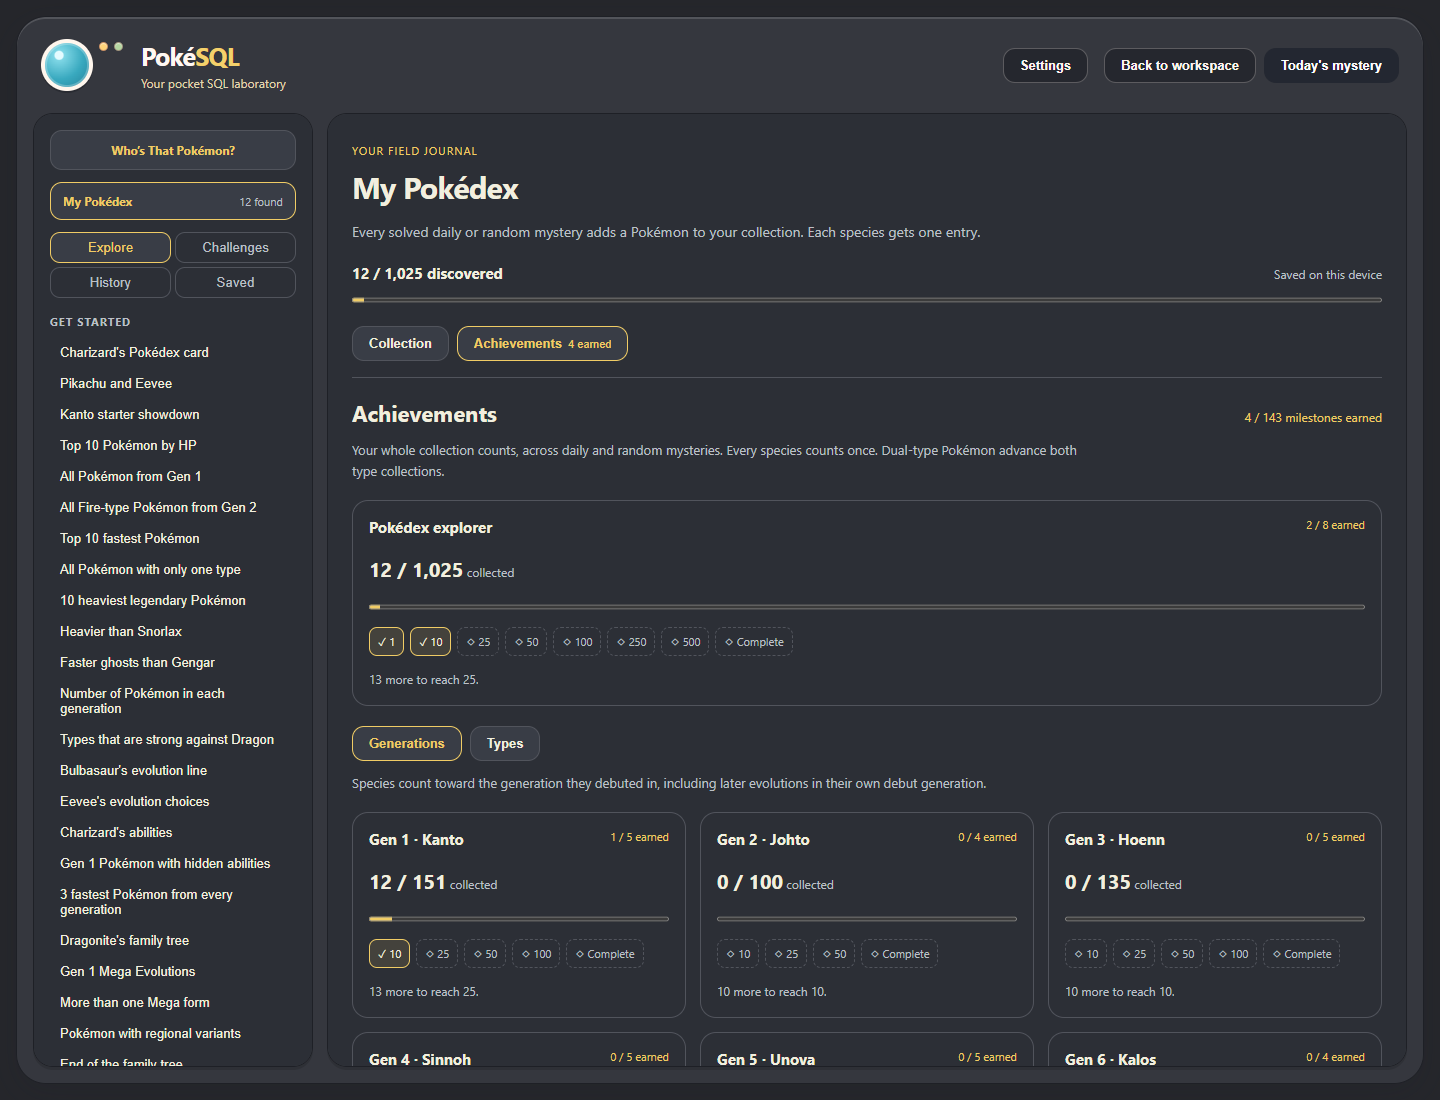 PokéSQL
Your pocket SQL laboratory
Settings
Back to workspace
Today's mystery
Who's That Pokémon?
My Pokédex 12 found
Explore
Challenges
History
Saved
GET STARTED
Charizard's Pokédex card
Pikachu and Eevee
Kanto starter showdown
Top 10 Pokémon by HP
All Pokémon from Gen 1
All Fire-type Pokémon from Gen 2
Top 10 fastest Pokémon
All Pokémon with only one type
10 heaviest legendary Pokémon
Heavier than Snorlax
Faster ghosts than Gengar
Number of Pokémon in each
generation
Types that are strong against Dragon
Bulbasaur's evolution line
Eevee's evolution choices
Charizard's abilities
Gen 1 Pokémon with hidden abilities
3 fastest Pokémon from every
generation
Dragonite's family tree
Gen 1 Mega Evolutions
More than one Mega form
Pokémon with regional variants
End of the family tree
YOUR FIELD JOURNAL
My Pokédex
Every solved daily or random mystery adds a Pokémon to your collection. Each species gets one entry.
12 / 1,025 discovered
Saved on this device
Collection
Achievements 4 earned
Achievements
4 / 143 milestones earned
Your whole collection counts, across daily and random mysteries. Every species counts once. Dual-type Pokémon advance both
type collections.
Pokédex explorer
2 / 8 earned
12 / 1,025 collected
✓ 1 ✓ 10 ◇ 25 ◇ 50 ◇ 100 ◇ 250 ◇ 500 ◇ Complete
13 more to reach 25.
Generations
Types
Species count toward the generation they debuted in, including later evolutions in their own debut generation.
Gen 1 · Kanto
1 / 5 earned
12 / 151 collected
✓ 10 ◇ 25 ◇ 50 ◇ 100 ◇ Complete
13 more to reach 25.
Gen 2 · Johto
0 / 4 earned
0 / 100 collected
◇ 10 ◇ 25 ◇ 50 ◇ Complete
10 more to reach 10.
Gen 3 · Hoenn
0 / 5 earned
0 / 135 collected
◇ 10 ◇ 25 ◇ 50 ◇ 100 ◇ Complete
10 more to reach 10.
Gen 4 · Sinnoh
0 / 5 earned
Gen 5 · Unova
0 / 5 earned
Gen 6 · Kalos
0 / 4 earned